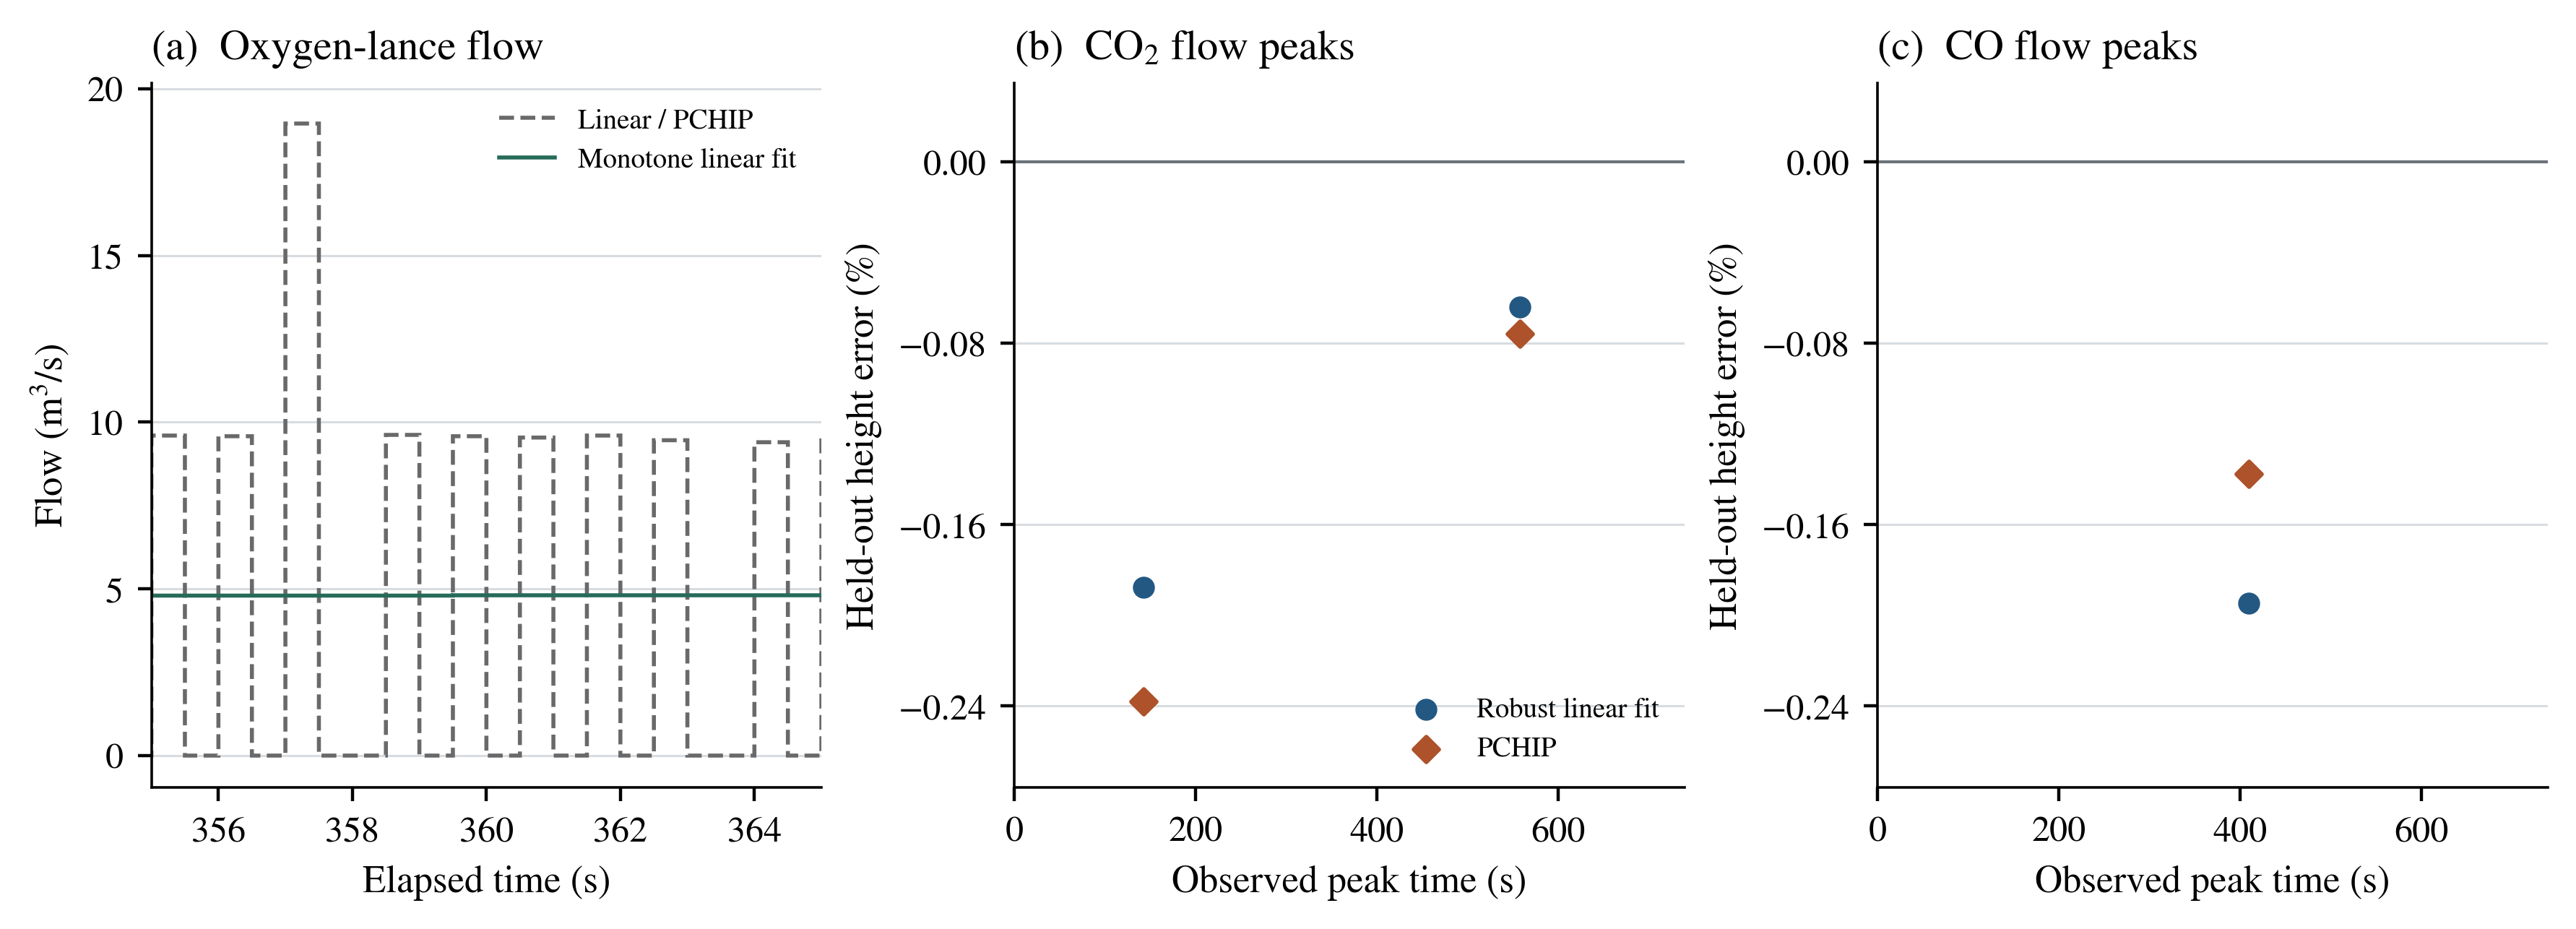 (a) Oxygen-lance flow
20
15
10
5
0
Flow (m³/s)
Linear / PCHIP
Monotone linear fit
356 358 360 362 364
Elapsed time (s)
(b) CO₂ flow peaks
0.00
−0.08
−0.16
−0.24
Held-out height error (%)
Robust linear fit
PCHIP
0 200 400 600
Observed peak time (s)
(c) CO flow peaks
0.00
−0.08
−0.16
−0.24
Held-out height error (%)
0 200 400 600
Observed peak time (s)